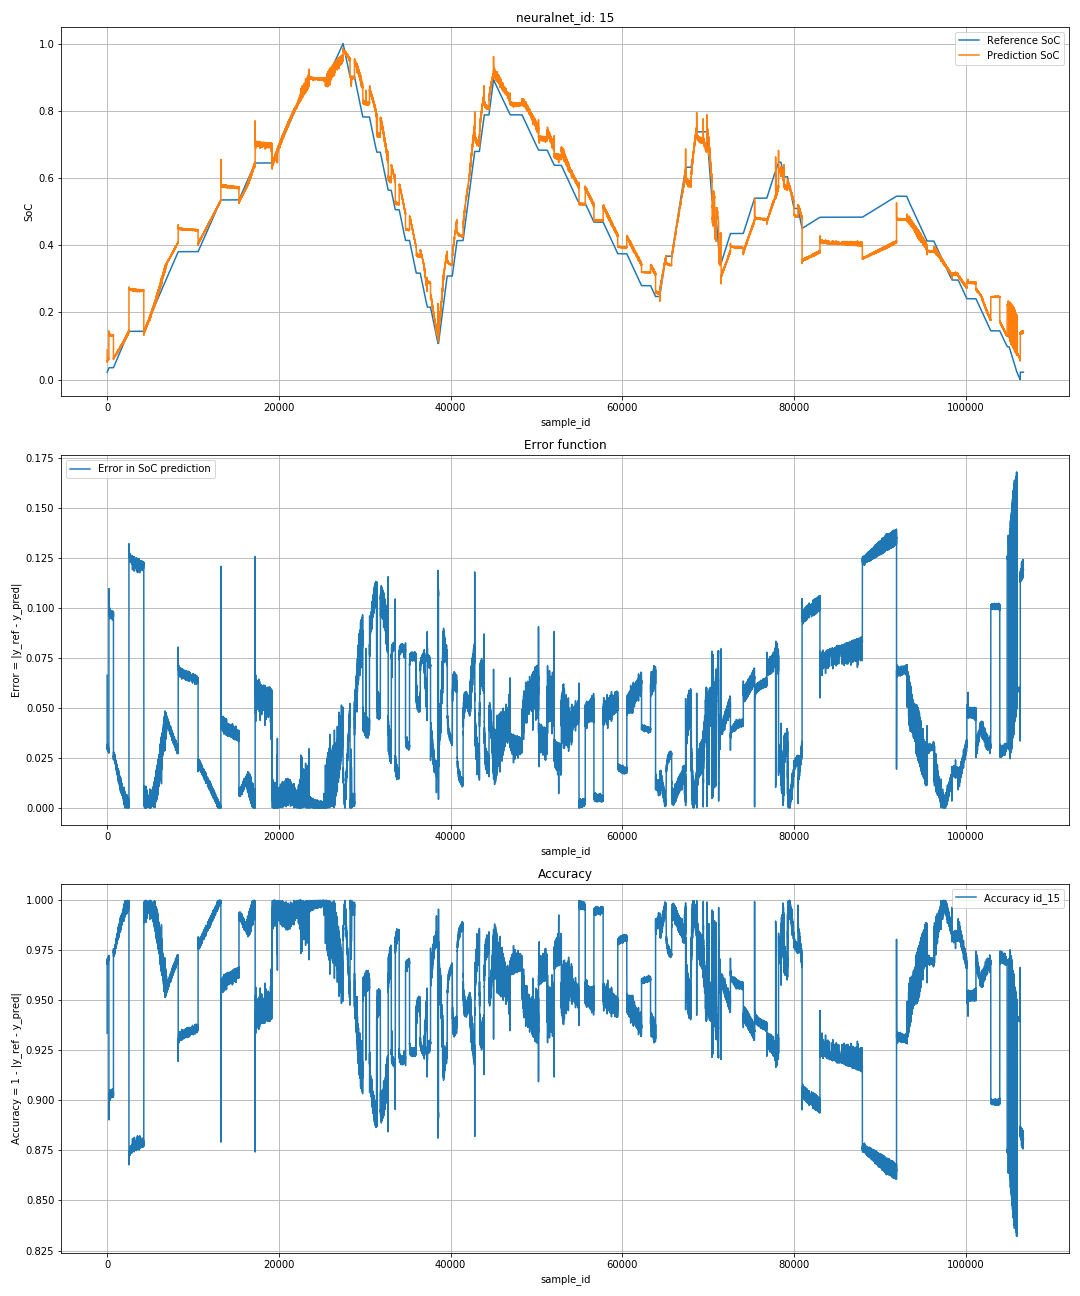 neuralnet_id: 15
1.0
0.8
0.6
0.4
0.2
0.0
SoC
Reference SoC
Prediction SoC
0 20000 40000 60000 80000 100000
sample_id
Error function
0.175
0.150
0.125
0.100
0.075
0.050
0.025
0.000
Error = |y_ref - y_pred|
Error in SoC prediction
0 20000 40000 60000 80000 100000
sample_id
Accuracy
1.000
0.975
0.950
0.925
0.900
0.875
0.850
0.825
Accuracy = 1 - |y_ref - y_pred|
Accuracy id_15
0 20000 40000 60000 80000 100000
sample_id